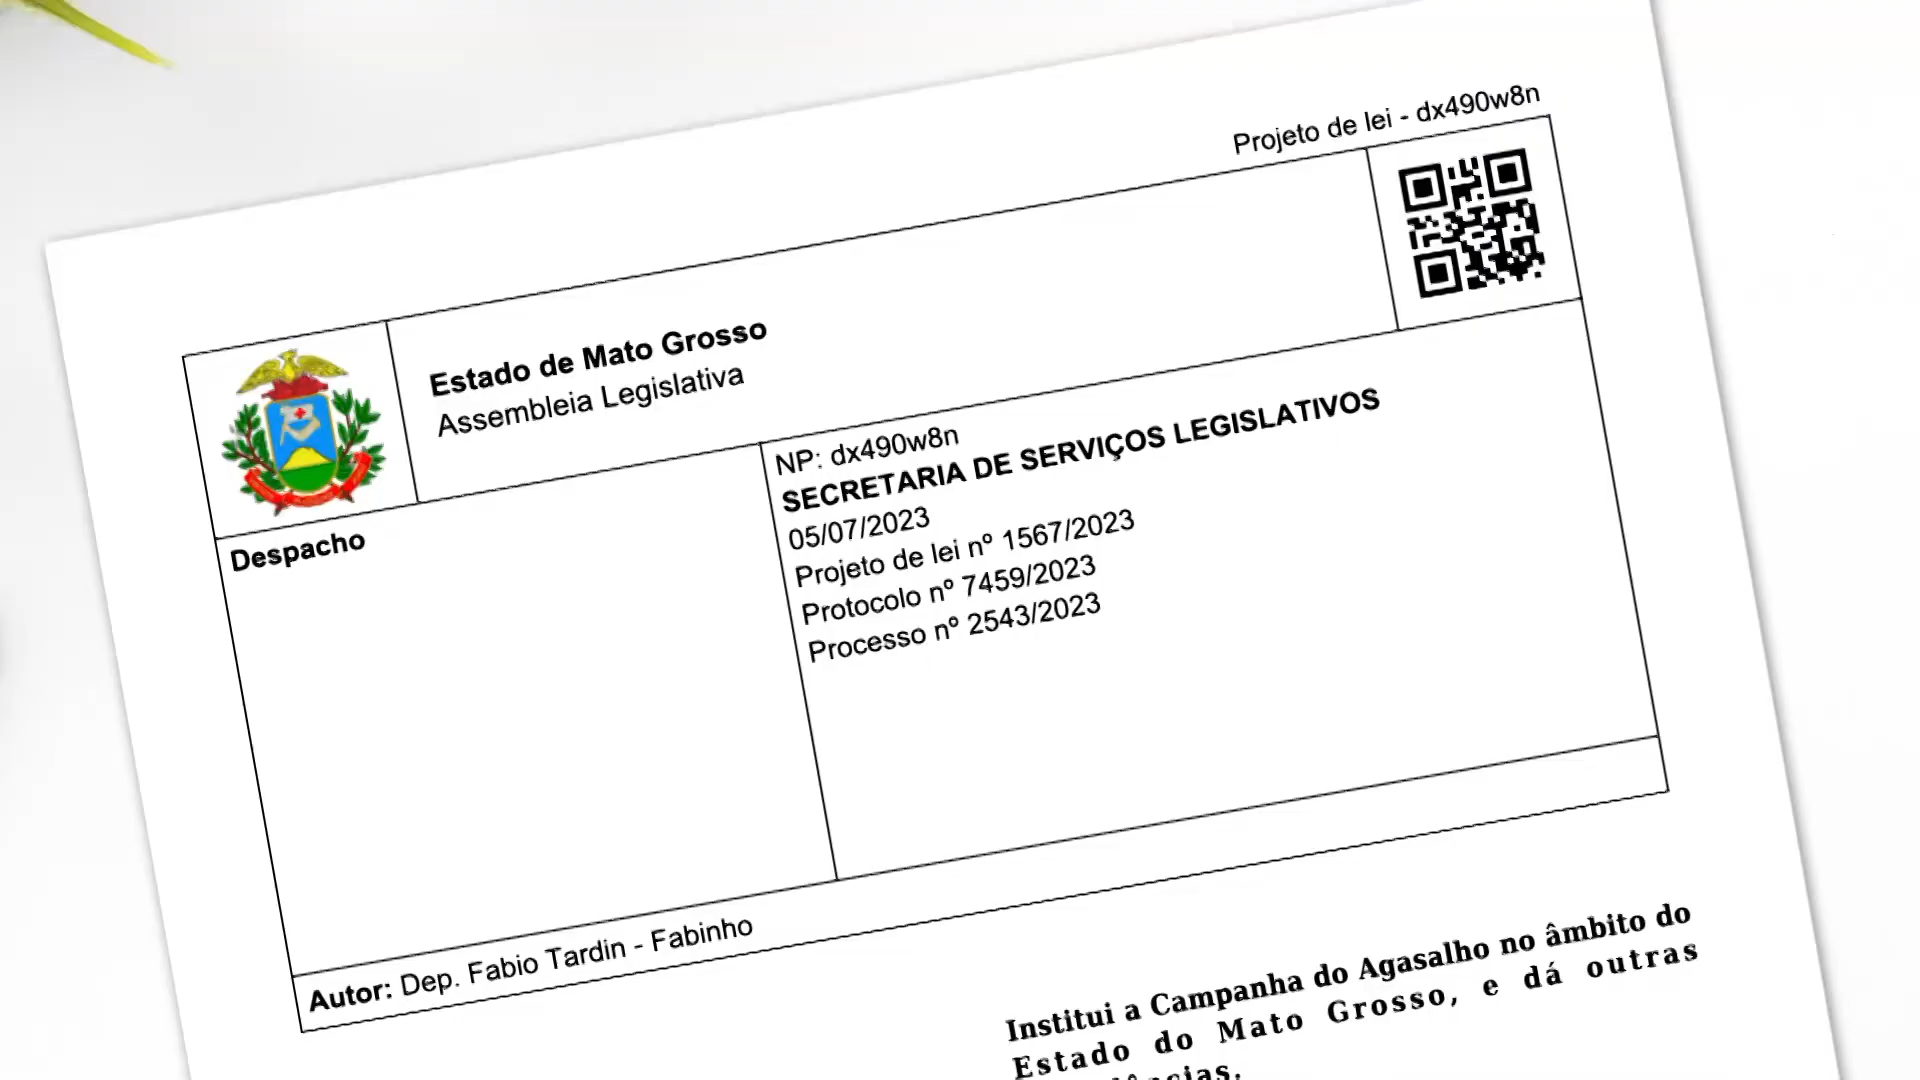 Projeto de lei - dx490w8n
Estado de Mato Grosso
Assembleia Legislativa
NP: dx490w8n
SECRETARIA DE SERVIÇOS LEGISLATIVOS
05/07/2023
Projeto de lei nº 1567/2023
Protocolo nº 7459/2023
Processo nº 2543/2023
Despacho
Autor: Dep. Fabio Tardin - Fabinho
Institui a Campanha do Agasalho no âmbito do
Estado do Mato Grosso, e dá outras